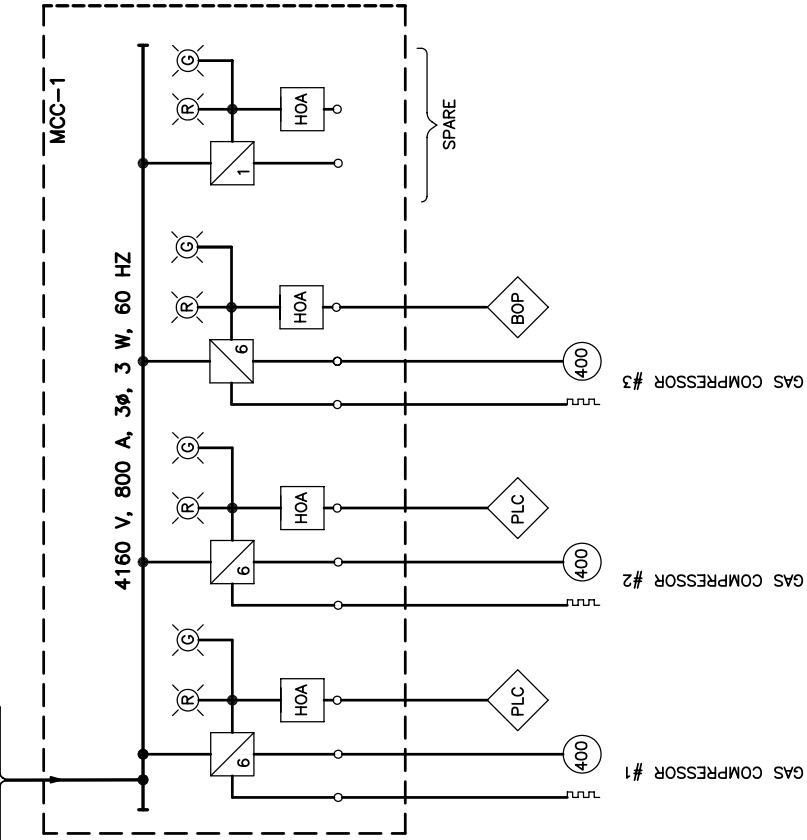 MCC-1
4160 V, 800 A, 3ø, 3 W, 60 HZ
R
G
6
HOA
PLC
400
GAS COMPRESSOR #1
R
G
6
HOA
PLC
400
GAS COMPRESSOR #2
R
G
6
HOA
BOP
400
GAS COMPRESSOR #3
R
G
1
HOA
SPARE